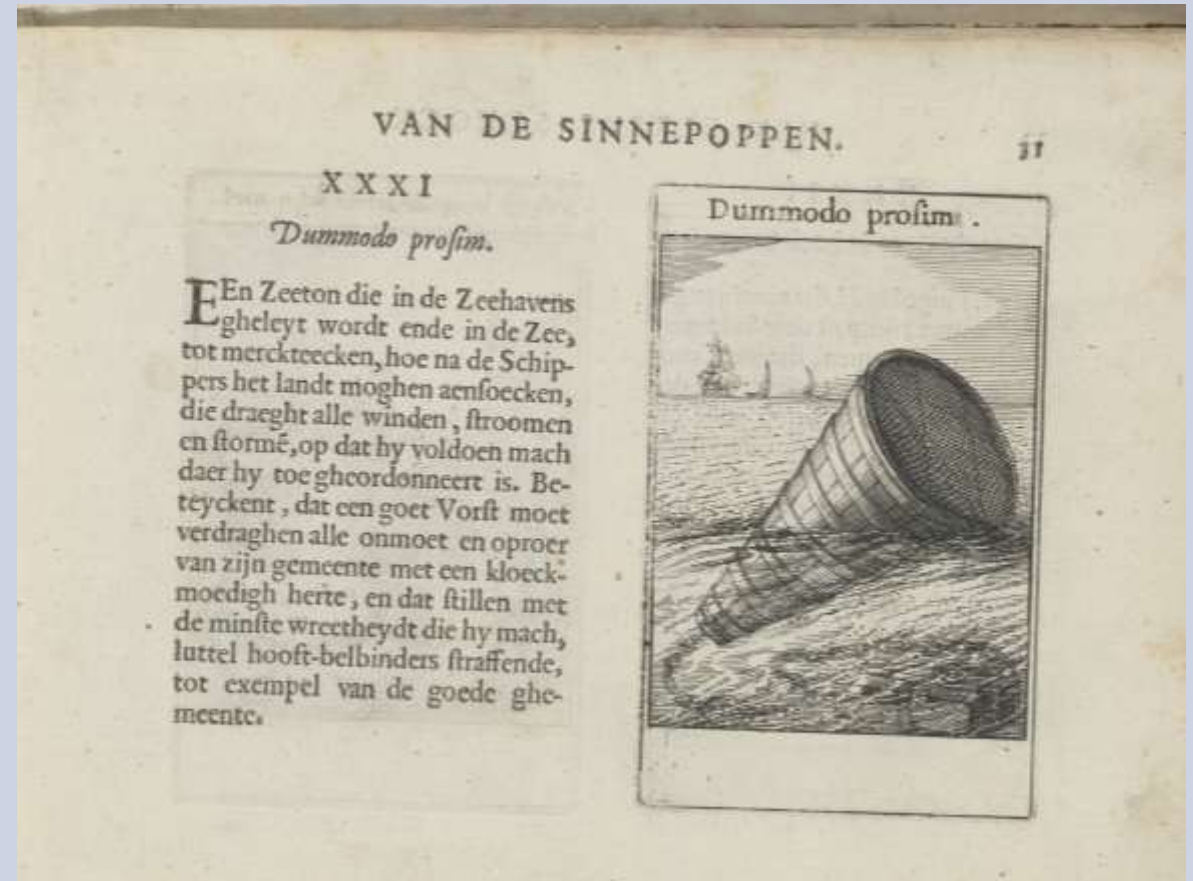 VAN DE SINNEPOPPEN.
31
XXXI
Dummodo proſim.
EEn Zeeton die in de Zeehavens
gheleyt wordt ende in de Zee,
tot merckteecken, hoe na de Schip-
pers het landt moghen aenſoecken,
die draeght alle winden, ſtroomen
en ſtormē, op dat hy voldoen mach
daer hy toe gheordonneert is. Be-
teyckent, dat een goet Vorſt moet
verdraghen alle onmoet en oproer
van zijn gemeente met een kloeck-
moedigh herte, en dat ſtillen met
de minſte wreetheydt die hy mach,
luttel hooft-belbinders ſtraffende,
tot exempel van de goede ghe-
meente.
Dummodo proſim.